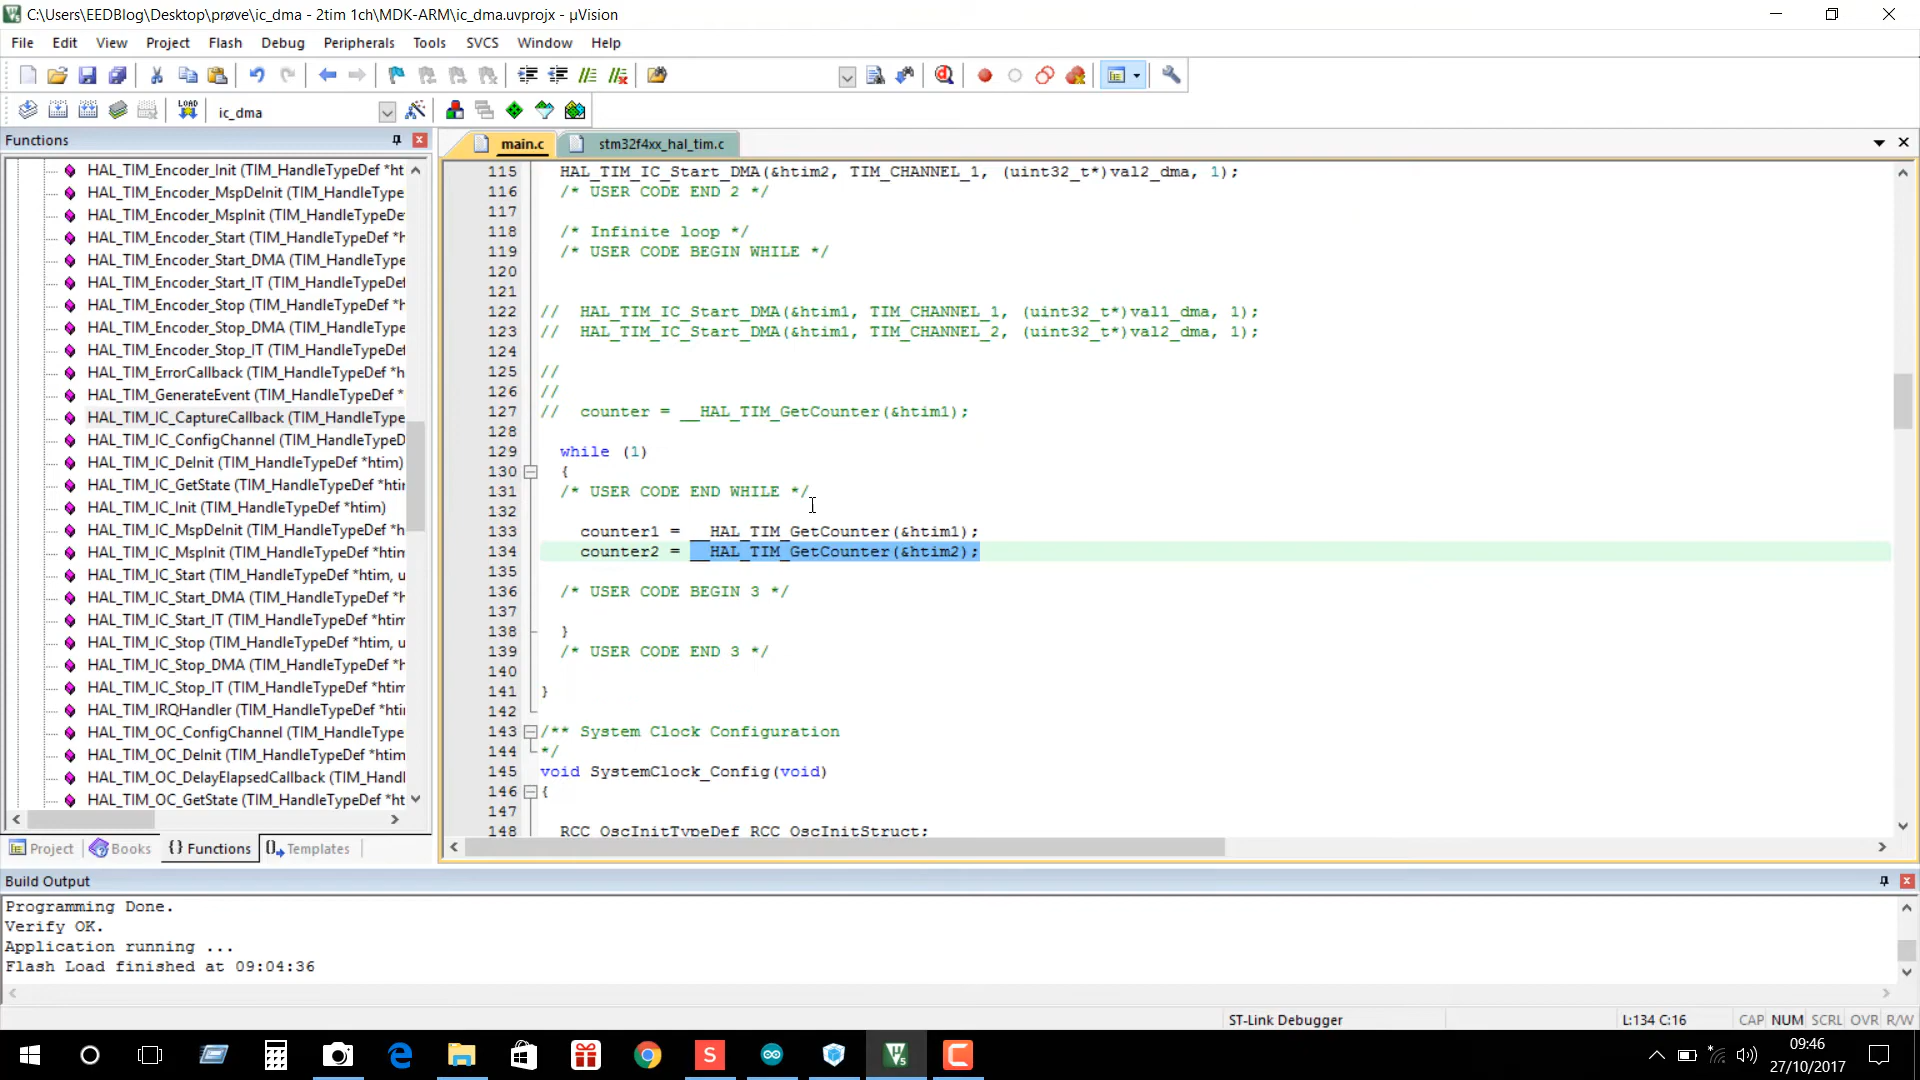 C:\Users\EEDBlog\Desktop\prøve\ic_dma - 2tim 1ch\MDK-ARM\ic_dma.uvprojx - µVision
File Edit View Project Flash Debug Peripherals Tools SVCS Window Help
LOAD ic_dma
Functions
HAL_TIM_Encoder_Init (TIM_HandleTypeDef *ht
HAL_TIM_Encoder_MspDeInit (TIM_HandleTypeD
HAL_TIM_Encoder_MspInit (TIM_HandleTypeDe
HAL_TIM_Encoder_Start (TIM_HandleTypeDef *h
HAL_TIM_Encoder_Start_DMA (TIM_HandleType
HAL_TIM_Encoder_Start_IT (TIM_HandleTypeDef
HAL_TIM_Encoder_Stop (TIM_HandleTypeDef *h
HAL_TIM_Encoder_Stop_DMA (TIM_HandleType
HAL_TIM_Encoder_Stop_IT (TIM_HandleTypeDef
HAL_TIM_ErrorCallback (TIM_HandleTypeDef *h
HAL_TIM_GenerateEvent (TIM_HandleTypeDef *
HAL_TIM_IC_CaptureCallback (TIM_HandleType
HAL_TIM_IC_ConfigChannel (TIM_HandleTypeD
HAL_TIM_IC_DeInit (TIM_HandleTypeDef *htim)
HAL_TIM_IC_GetState (TIM_HandleTypeDef *htir
HAL_TIM_IC_Init (TIM_HandleTypeDef *htim)
HAL_TIM_IC_MspDeInit (TIM_HandleTypeDef *h
HAL_TIM_IC_MspInit (TIM_HandleTypeDef *htim
HAL_TIM_IC_Start (TIM_HandleTypeDef *htim, u
HAL_TIM_IC_Start_DMA (TIM_HandleTypeDef *h
HAL_TIM_IC_Start_IT (TIM_HandleTypeDef *htim
HAL_TIM_IC_Stop (TIM_HandleTypeDef *htim, u
HAL_TIM_IC_Stop_DMA (TIM_HandleTypeDef *h
HAL_TIM_IC_Stop_IT (TIM_HandleTypeDef *htim
HAL_TIM_IRQHandler (TIM_HandleTypeDef *hti
HAL_TIM_OC_ConfigChannel (TIM_HandleType
HAL_TIM_OC_DeInit (TIM_HandleTypeDef *htim
HAL_TIM_OC_DelayElapsedCallback (TIM_Handl
HAL_TIM_OC_GetState (TIM_HandleTypeDef *ht
Project Books {} Functions Templates
main.c stm32f4xx_hal_tim.c
115 HAL_TIM_IC_Start_DMA(&htim2, TIM_CHANNEL_1, (uint32_t*)val2_dma, 1);
116 /* USER CODE END 2 */
117
118 /* Infinite loop */
119 /* USER CODE BEGIN WHILE */
120
121
122 // HAL_TIM_IC_Start_DMA(&htim1, TIM_CHANNEL_1, (uint32_t*)val1_dma, 1);
123 // HAL_TIM_IC_Start_DMA(&htim1, TIM_CHANNEL_2, (uint32_t*)val2_dma, 1);
124
125 //
126 //
127 // counter = __HAL_TIM_GetCounter(&htim1);
128
129 while (1)
130 {
131 /* USER CODE END WHILE */
132
133 counter1 = __HAL_TIM_GetCounter(&htim1);
134 counter2 = __HAL_TIM_GetCounter(&htim2);
135
136 /* USER CODE BEGIN 3 */
137
138 }
139 /* USER CODE END 3 */
140
141 }
142
143 /** System Clock Configuration
144 */
145 void SystemClock_Config(void)
146 {
147
148 RCC_OscInitTypeDef RCC_OscInitStruct;
Build Output
Programming Done.
Verify OK.
Application running ...
Flash Load finished at 09:04:36
ST-Link Debugger L:134 C:16 CAP NUM SCRL OVR R/W
09:46
27/10/2017